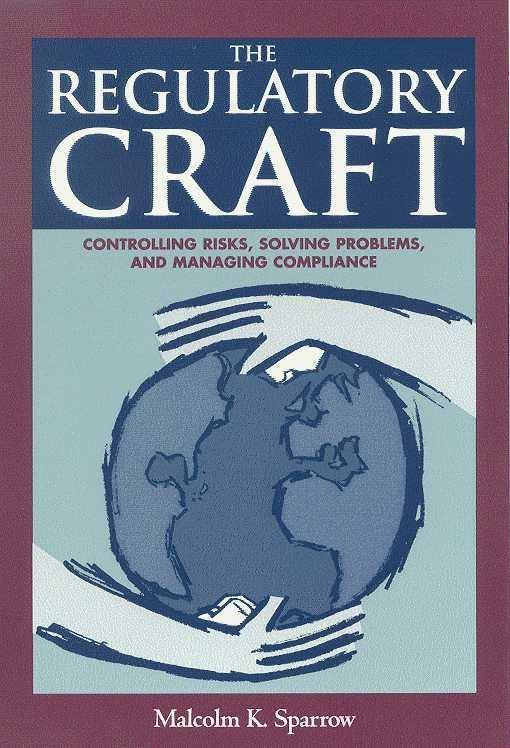 THE
REGULATORY
CRAFT
CONTROLLING RISKS, SOLVING PROBLEMS,
AND MANAGING COMPLIANCE
Malcolm K. Sparrow